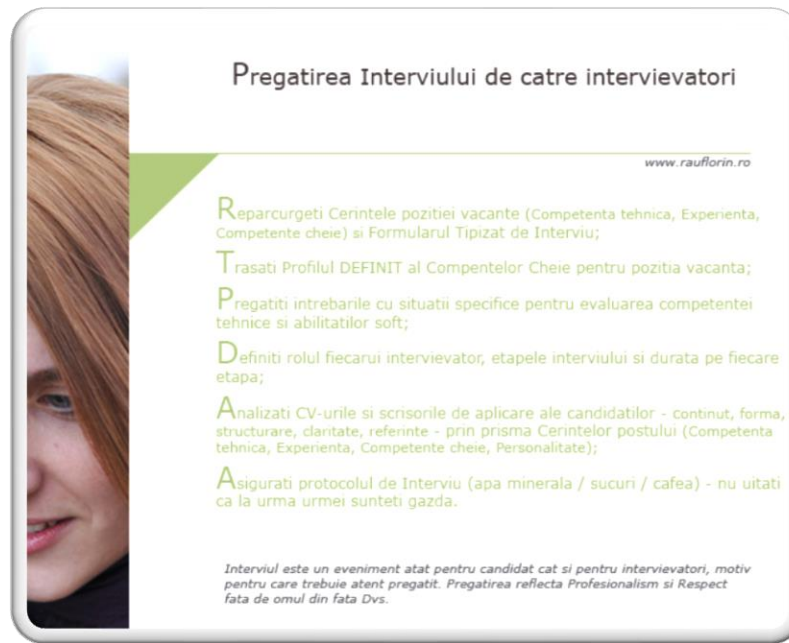 Pregatirea Interviului de catre intervievatori
www.rauflorin.ro
Reparcurgeti Cerintele pozitiei vacante (Competenta tehnica, Experienta,
Competente cheie) si Formularul Tipizat de Interviu;
Trasati Profilul DEFINIT al Compentelor Cheie pentru pozitia vacanta;
Pregatiti intrebarile cu situatii specifice pentru evaluarea competentei
tehnice si abilitatilor soft;
Definiti rolul fiecarui intervievator, etapele interviului si durata pe fiecare
etapa;
Analizati CV-urile si scrisorile de aplicare ale candidatilor - continut, forma,
structurare, claritate, referinte - prin prisma Cerintelor postului (Competenta
tehnica, Experienta, Competente cheie, Personalitate);
Asigurati protocolul de Interviu (apa minerala / sucuri / cafea) - nu uitati
ca la urma urmei sunteti gazda.
Interviul este un eveniment atat pentru candidat cat si pentru intervievatori, motiv
pentru care trebuie atent pregatit. Pregatirea reflecta Profesionalism si Respect
fata de omul din fata Dvs.